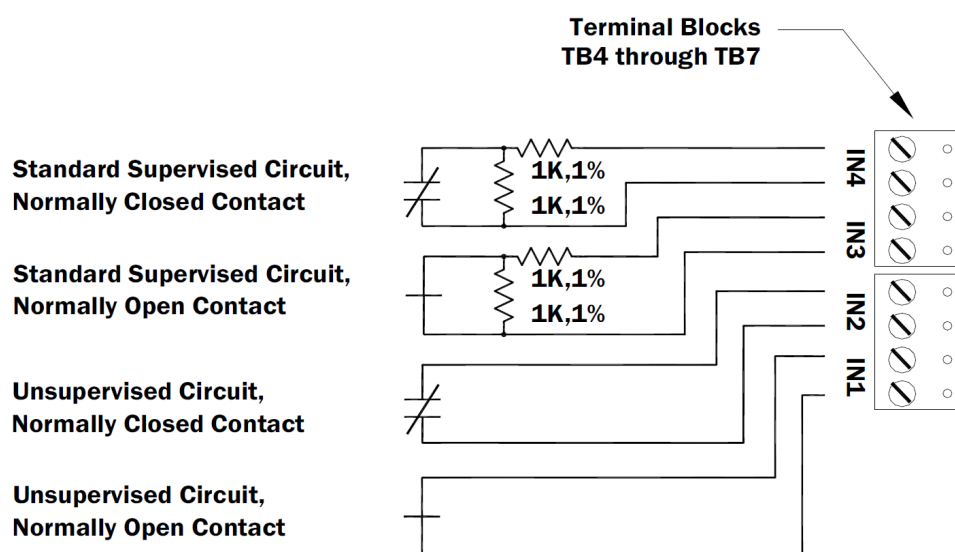 Terminal Blocks
TB4 through TB7
Standard Supervised Circuit,
Normally Closed Contact
1K,1%
1K,1%
IN4
Standard Supervised Circuit,
Normally Open Contact
1K,1%
1K,1%
IN3
Unsupervised Circuit,
Normally Closed Contact
IN2
Unsupervised Circuit,
Normally Open Contact
IN1